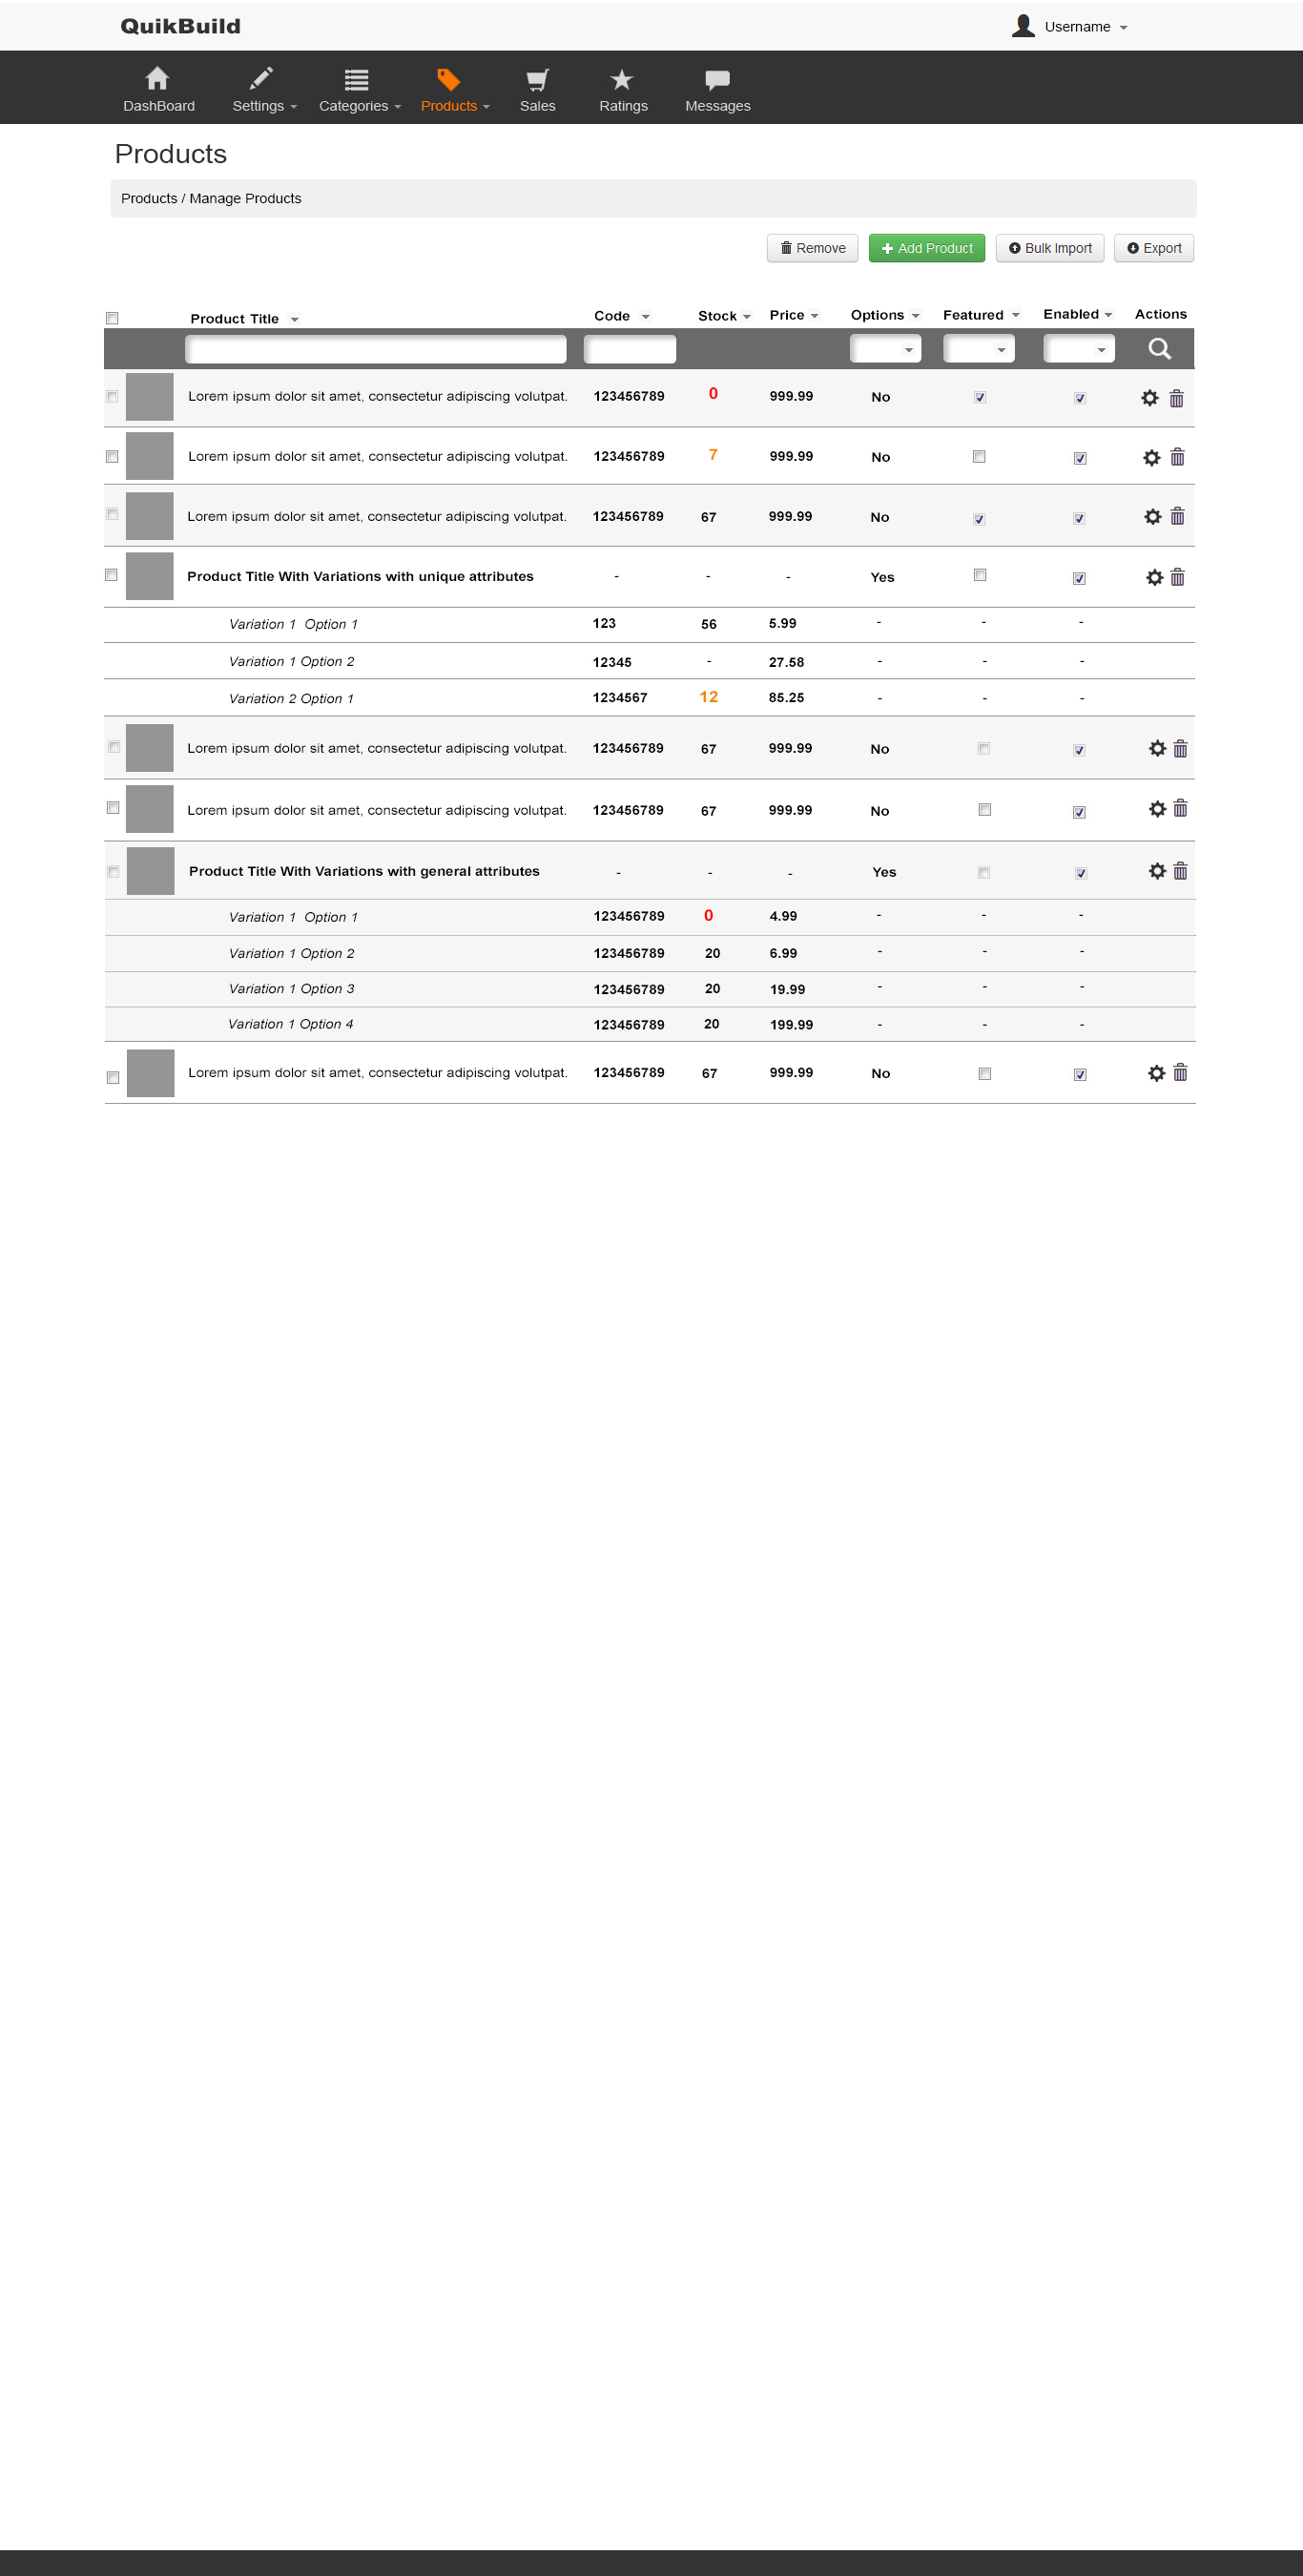 QuikBuild Username
DashBoard Settings Categories Products Sales Ratings Messages
Products
Products / Manage Products
Remove Add Product Bulk Import Export
Product Title Code Stock Price Options Featured Enabled Actions
Lorem ipsum dolor sit amet, consectetur adipiscing volutpat. 123456789 0 999.99 No
Lorem ipsum dolor sit amet, consectetur adipiscing volutpat. 123456789 7 999.99 No
Lorem ipsum dolor sit amet, consectetur adipiscing volutpat. 123456789 67 999.99 No
Product Title With Variations with unique attributes - - - Yes
Variation 1 Option 1 123 56 5.99 - - -
Variation 1 Option 2 12345 - 27.58 - - -
Variation 2 Option 1 1234567 12 85.25 - - -
Lorem ipsum dolor sit amet, consectetur adipiscing volutpat. 123456789 67 999.99 No
Lorem ipsum dolor sit amet, consectetur adipiscing volutpat. 123456789 67 999.99 No
Product Title With Variations with general attributes - - - Yes
Variation 1 Option 1 123456789 0 4.99 - - -
Variation 1 Option 2 123456789 20 6.99 - - -
Variation 1 Option 3 123456789 20 19.99 - - -
Variation 1 Option 4 123456789 20 199.99 - - -
Lorem ipsum dolor sit amet, consectetur adipiscing volutpat. 123456789 67 999.99 No